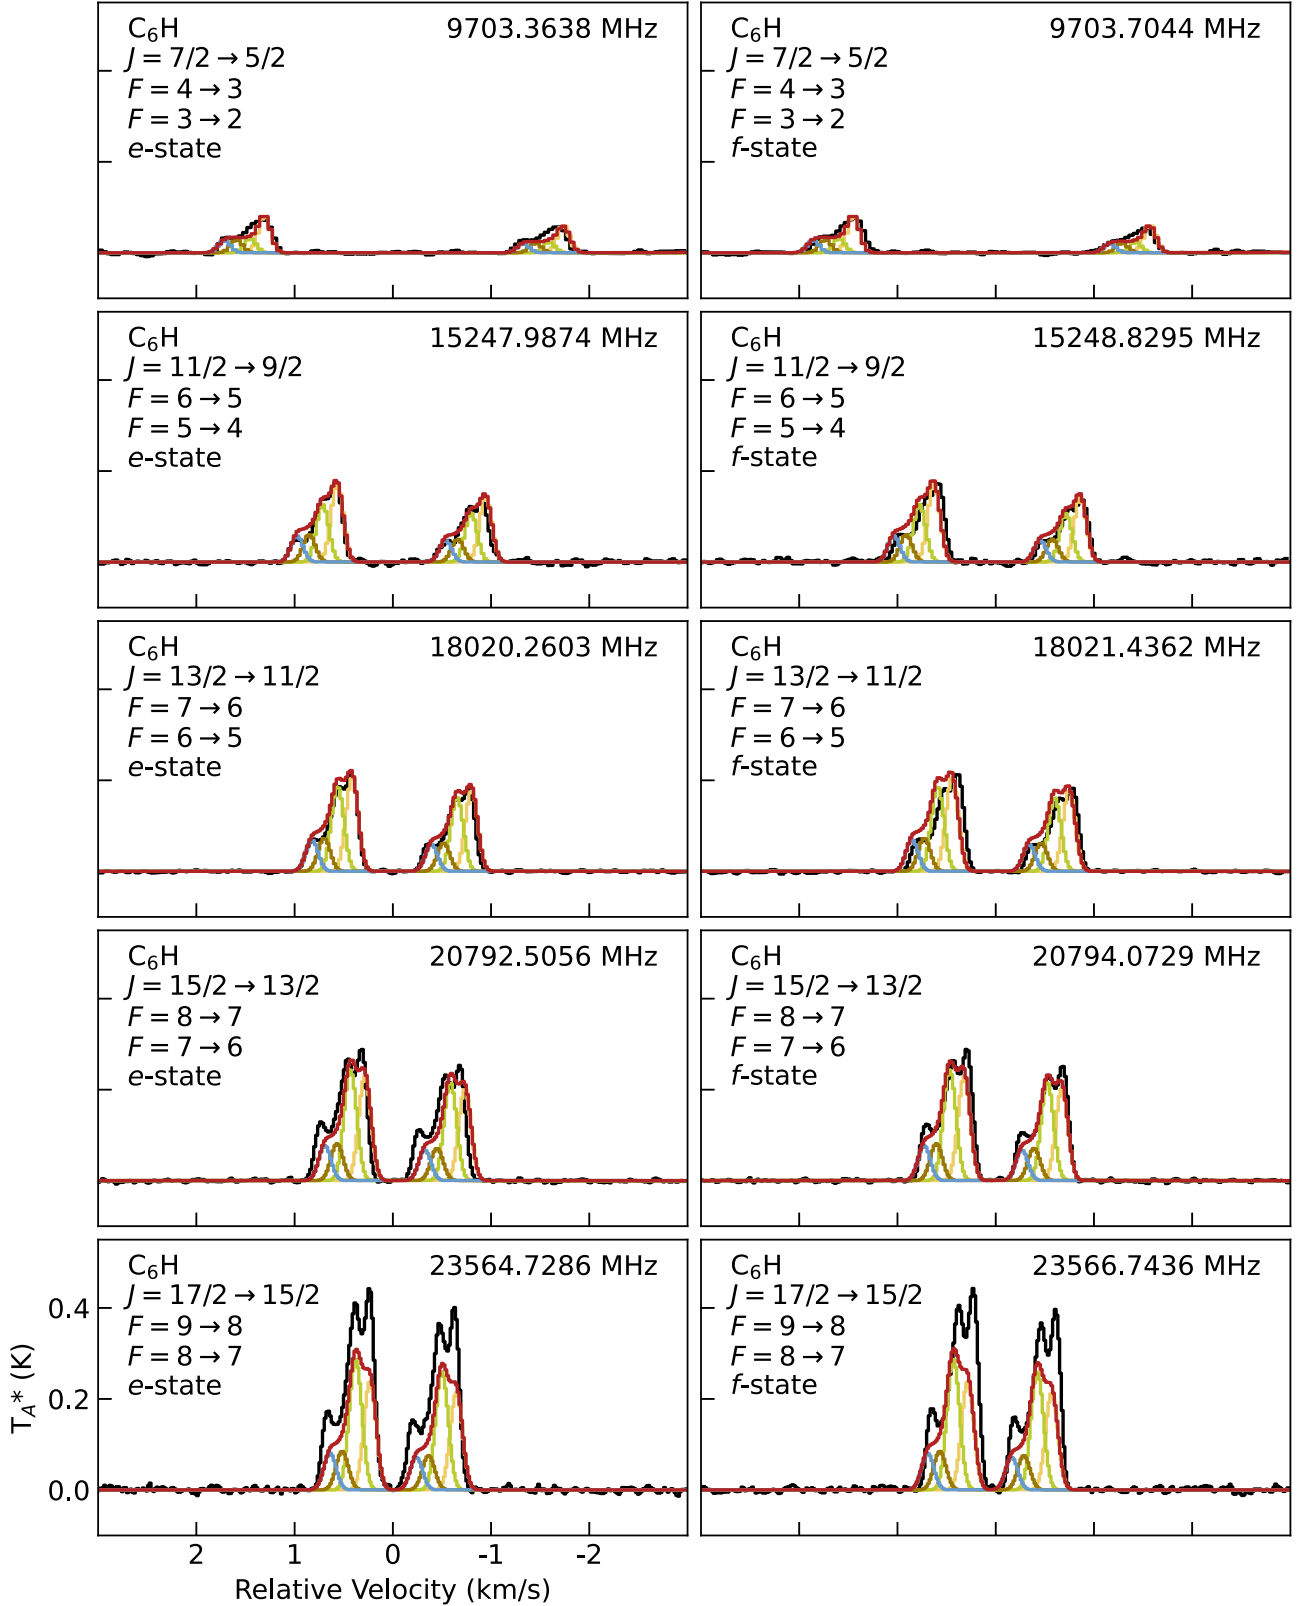 C₆H 9703.3638 MHz
J = 7/2 → 5/2
F = 4 → 3
F = 3 → 2
e-state
C₆H 9703.7044 MHz
J = 7/2 → 5/2
F = 4 → 3
F = 3 → 2
f-state
C₆H 15247.9874 MHz
J = 11/2 → 9/2
F = 6 → 5
F = 5 → 4
e-state
C₆H 15248.8295 MHz
J = 11/2 → 9/2
F = 6 → 5
F = 5 → 4
f-state
C₆H 18020.2603 MHz
J = 13/2 → 11/2
F = 7 → 6
F = 6 → 5
e-state
C₆H 18021.4362 MHz
J = 13/2 → 11/2
F = 7 → 6
F = 6 → 5
f-state
C₆H 20792.5056 MHz
J = 15/2 → 13/2
F = 8 → 7
F = 7 → 6
e-state
C₆H 20794.0729 MHz
J = 15/2 → 13/2
F = 8 → 7
F = 7 → 6
f-state
C₆H 23564.7286 MHz
J = 17/2 → 15/2
F = 9 → 8
F = 8 → 7
e-state
C₆H 23566.7436 MHz
J = 17/2 → 15/2
F = 9 → 8
F = 8 → 7
f-state
0.4
0.2
0.0
T_A* (K)
2 1 0 -1 -2
Relative Velocity (km/s)